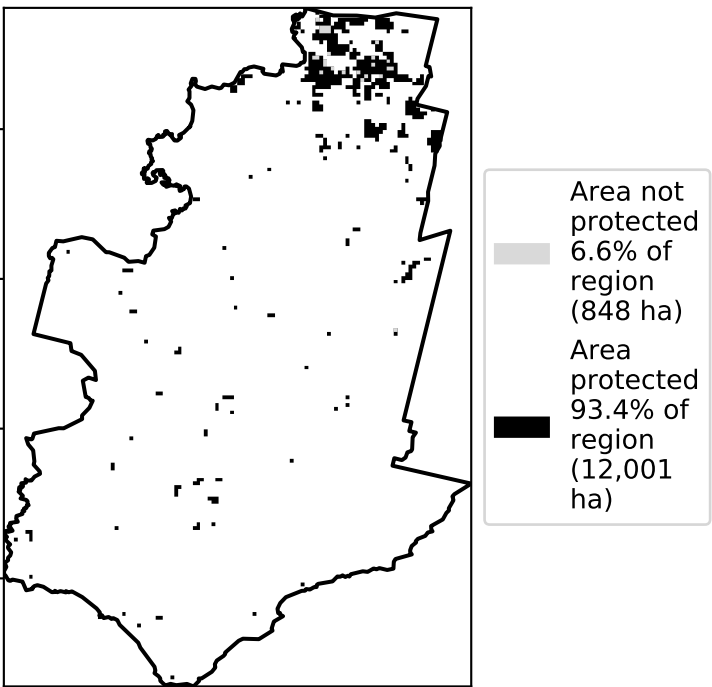 Area not
protected
6.6% of
region
(848 ha)
Area
protected
93.4% of
region
(12,001
ha)